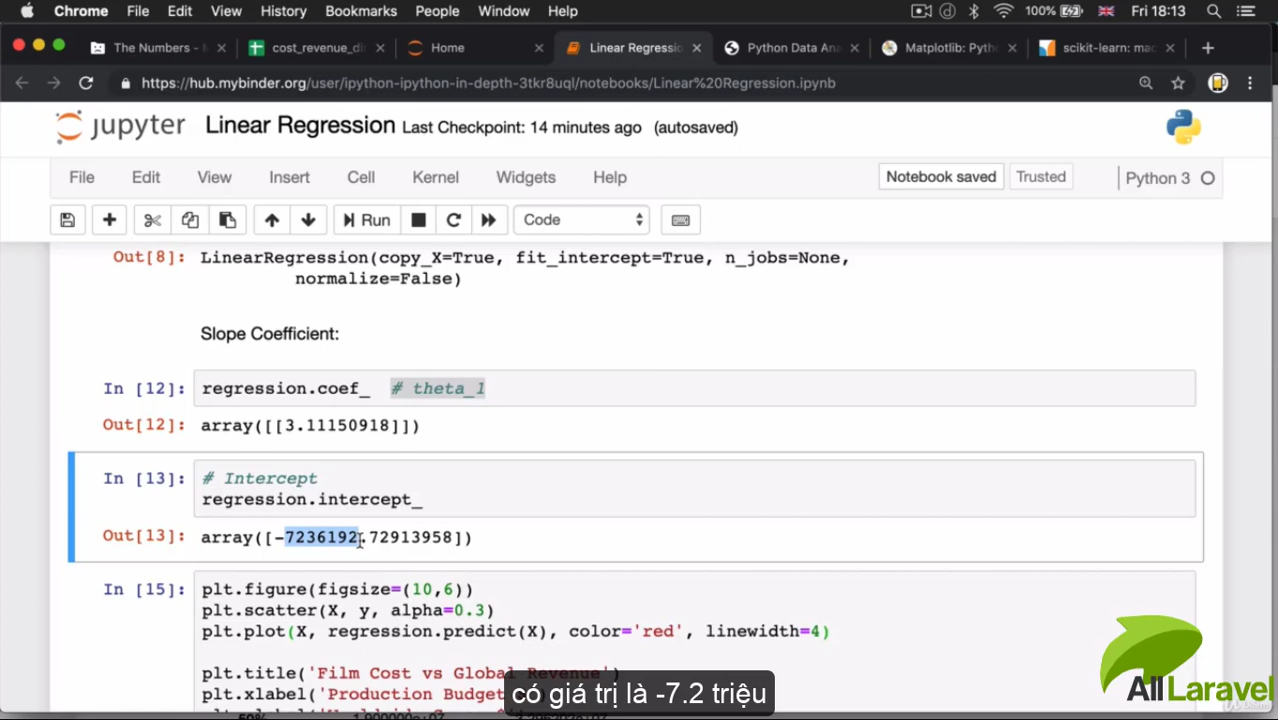 Chrome File Edit View History Bookmarks People Window Help 100% Fri 18:13
The Numbers - cost_revenue_di Home Linear Regressio Python Data Ana Matplotlib: Pyth scikit-learn: mac
https://hub.mybinder.org/user/ipython-ipython-in-depth-3tkr8uql/notebooks/Linear%20Regression.ipynb
jupyter Linear Regression Last Checkpoint: 14 minutes ago (autosaved)
File Edit View Insert Cell Kernel Widgets Help Notebook saved Trusted Python 3
Run Code
Out[8]: LinearRegression(copy_X=True, fit_intercept=True, n_jobs=None,
normalize=False)
Slope Coefficient:
In [12]: regression.coef_ # theta_1
Out[12]: array([[3.11150918]])
In [13]: # Intercept
regression.intercept_
Out[13]: array([-7236192.72913958])
In [15]: plt.figure(figsize=(10,6))
plt.scatter(X, y, alpha=0.3)
plt.plot(X, regression.predict(X), color='red', linewidth=4)
plt.title('Film Cost vs Global Revenue')
plt.xlabel('Production Budget
có giá trị là -7.2 triệu
AllLaravel